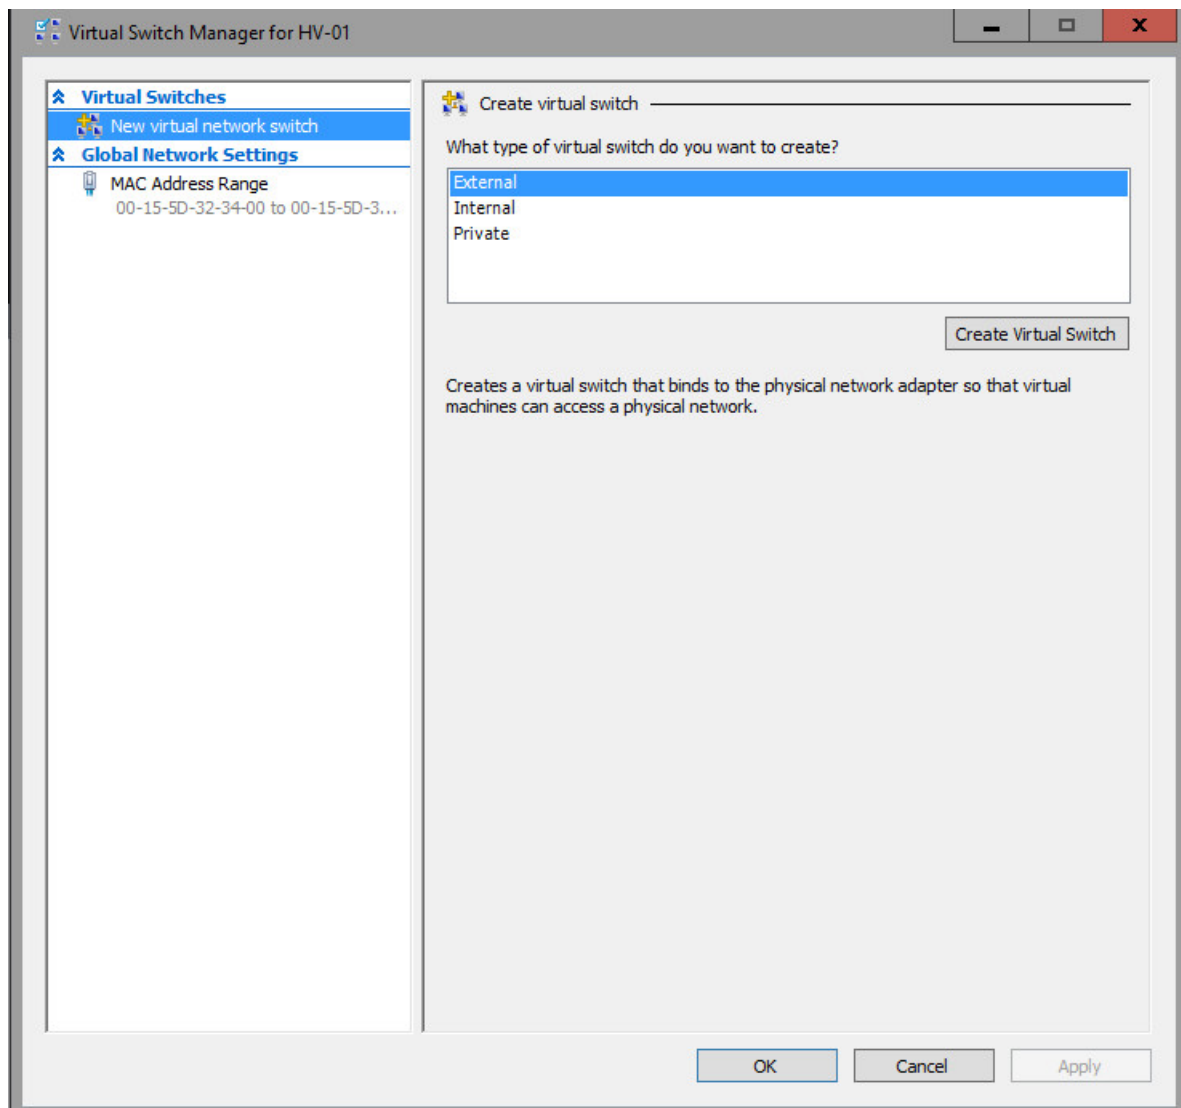 Virtual Switch Manager for HV-01
Virtual Switches
New virtual network switch
Global Network Settings
MAC Address Range
00-15-5D-32-34-00 to 00-15-5D-3...
Create virtual switch
What type of virtual switch do you want to create?
External
Internal
Private
Create Virtual Switch
Creates a virtual switch that binds to the physical network adapter so that virtual
machines can access a physical network.
OK
Cancel
Apply